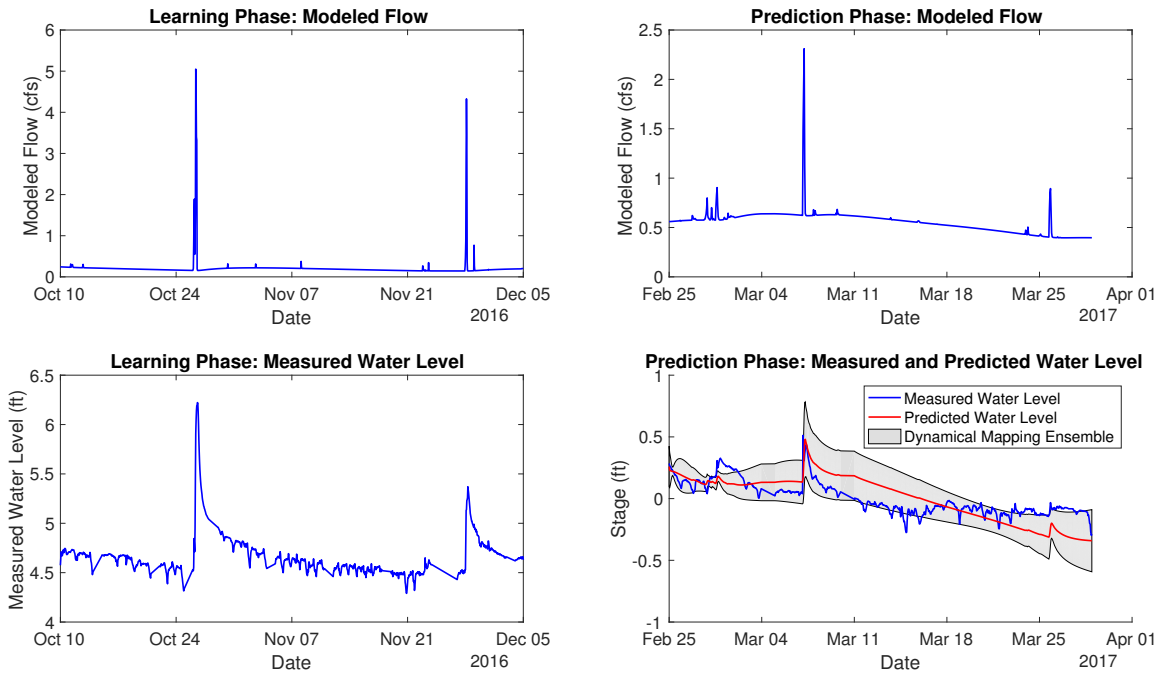 Learning Phase: Modeled Flow
Modeled Flow (cfs)
6
5
4
3
2
1
0
Oct 10 Oct 24 Nov 07 Nov 21 Dec 05
Date
2016
Prediction Phase: Modeled Flow
Modeled Flow (cfs)
2.5
2
1.5
1
0.5
0
Feb 25 Mar 04 Mar 11 Mar 18 Mar 25 Apr 01
Date
2017
Learning Phase: Measured Water Level
Measured Water Level (ft)
6.5
6
5.5
5
4.5
4
Oct 10 Oct 24 Nov 07 Nov 21 Dec 05
Date
2016
Prediction Phase: Measured and Predicted Water Level
Stage (ft)
1
0.5
0
-0.5
-1
Measured Water Level
Predicted Water Level
Dynamical Mapping Ensemble
Feb 25 Mar 04 Mar 11 Mar 18 Mar 25 Apr 01
Date
2017